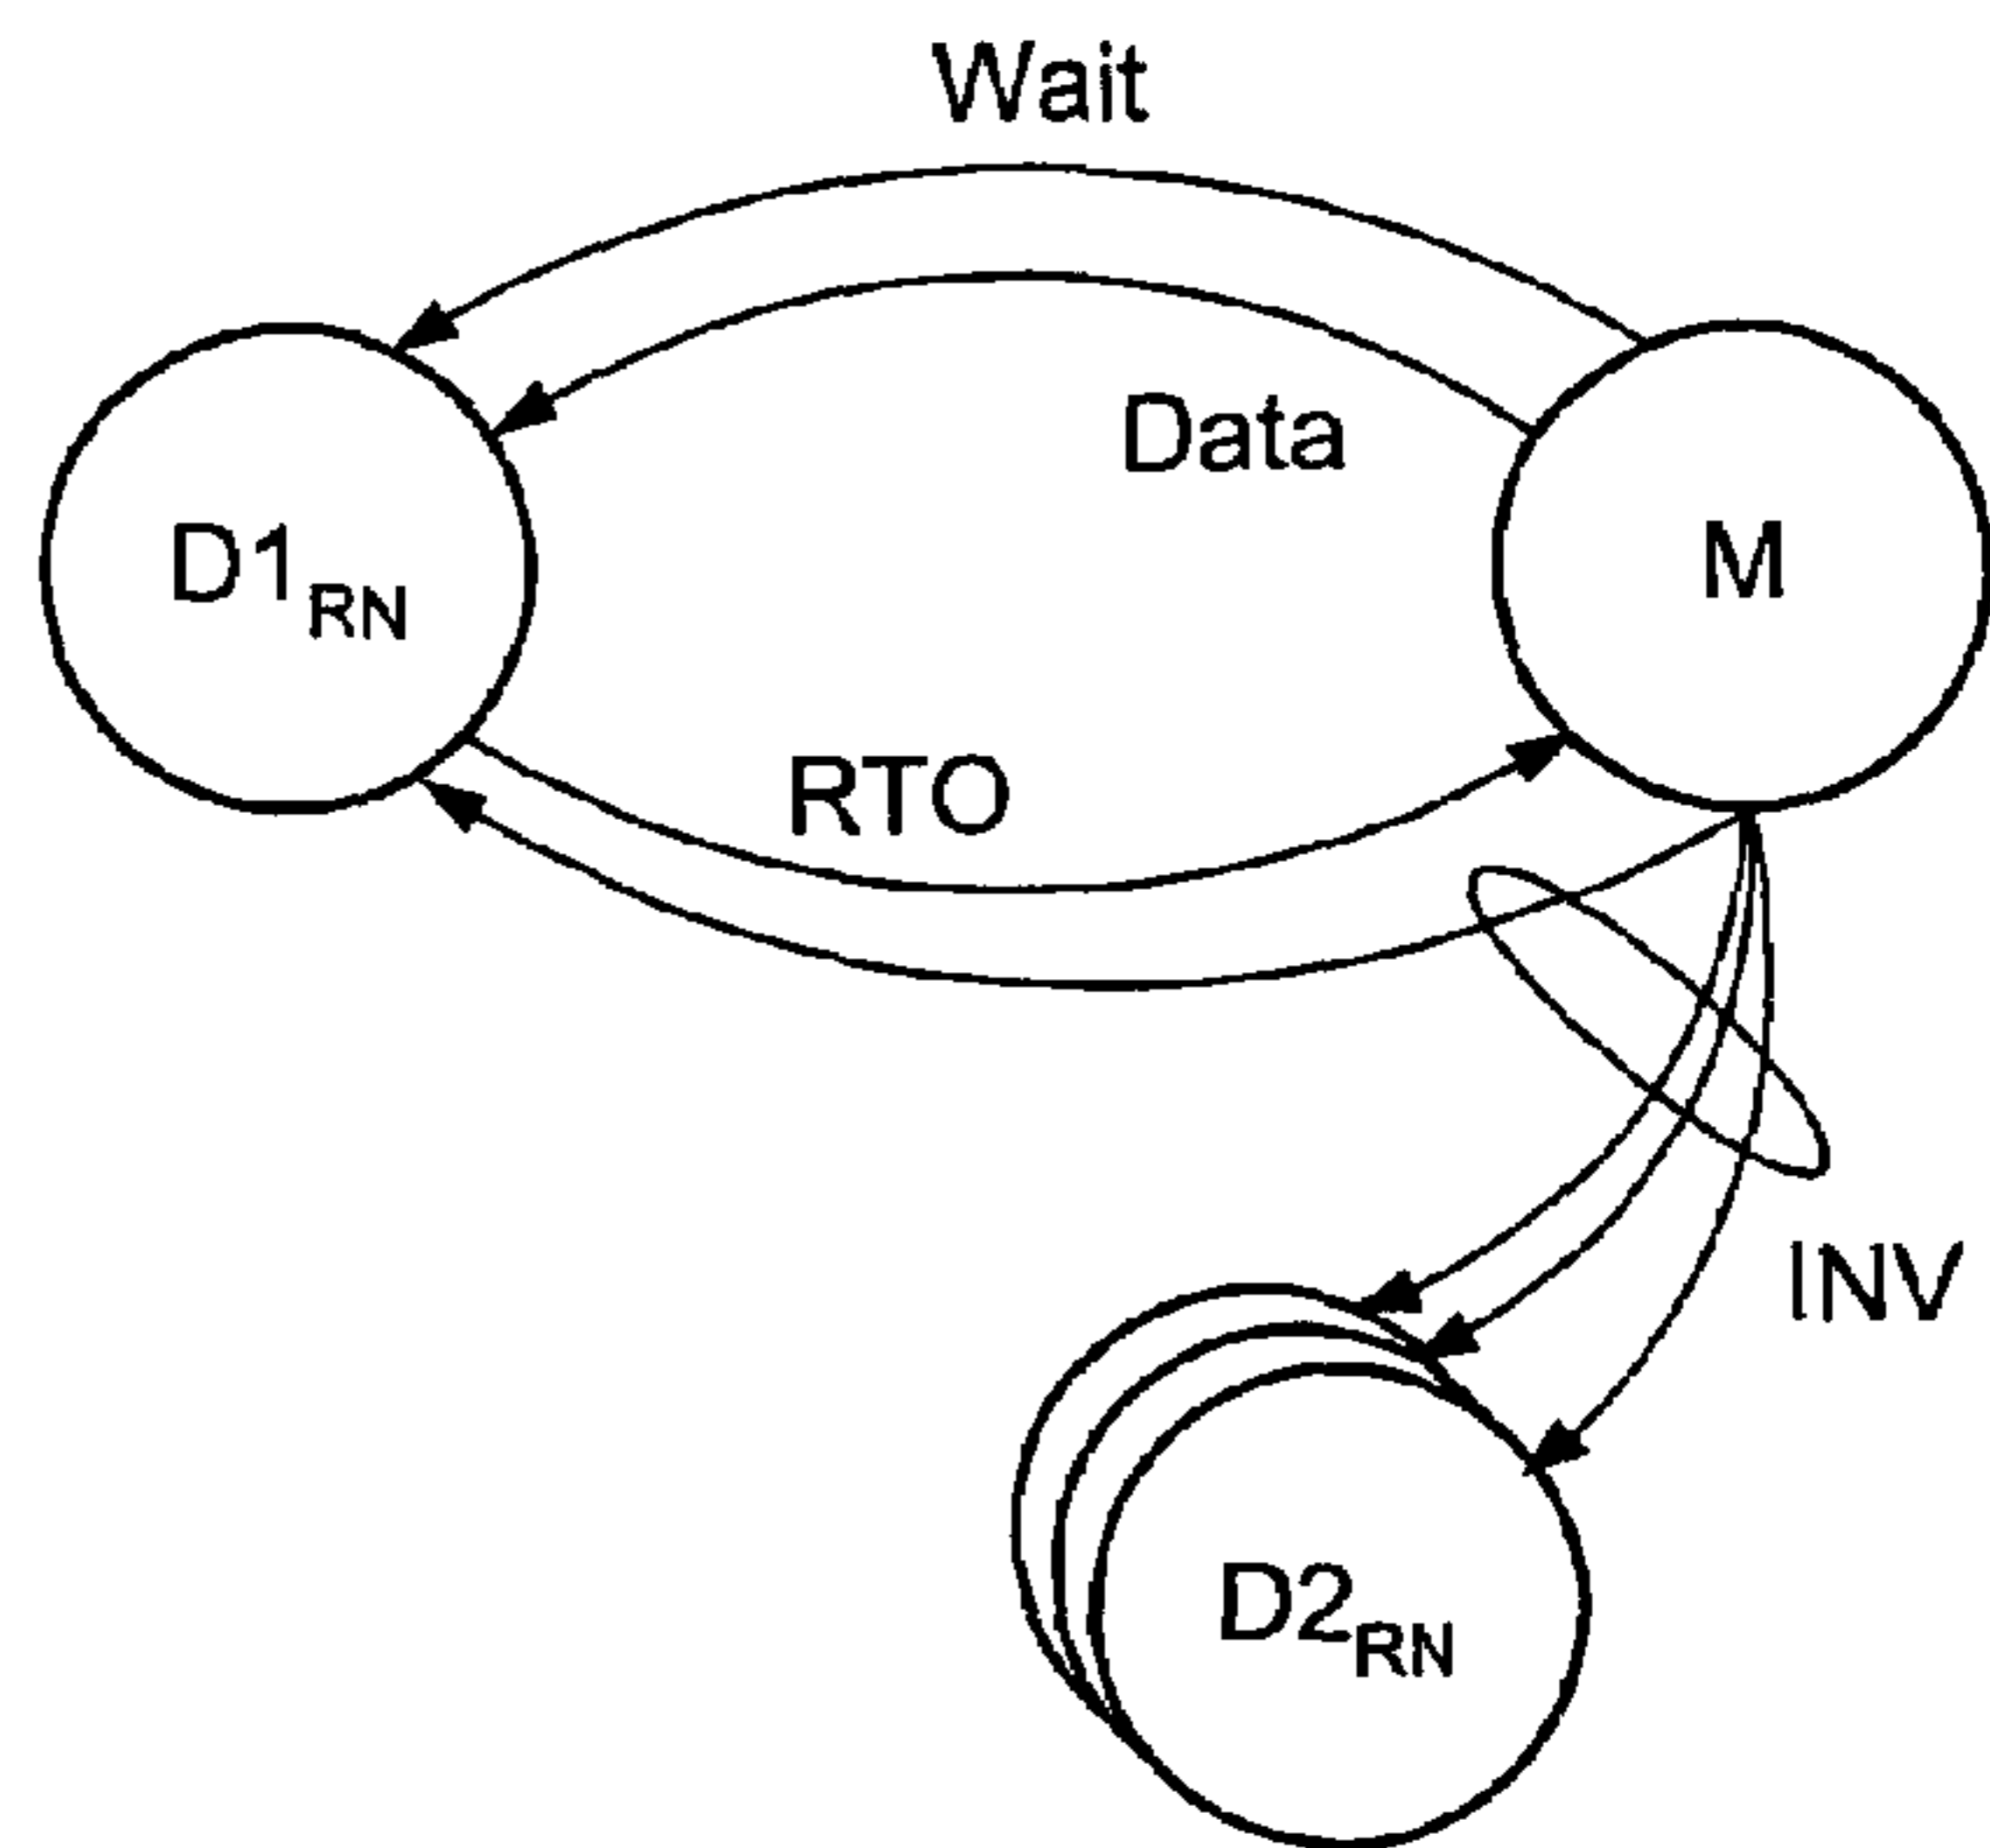 Wait
Data
D1RN
M
RTO
INV
D2RN